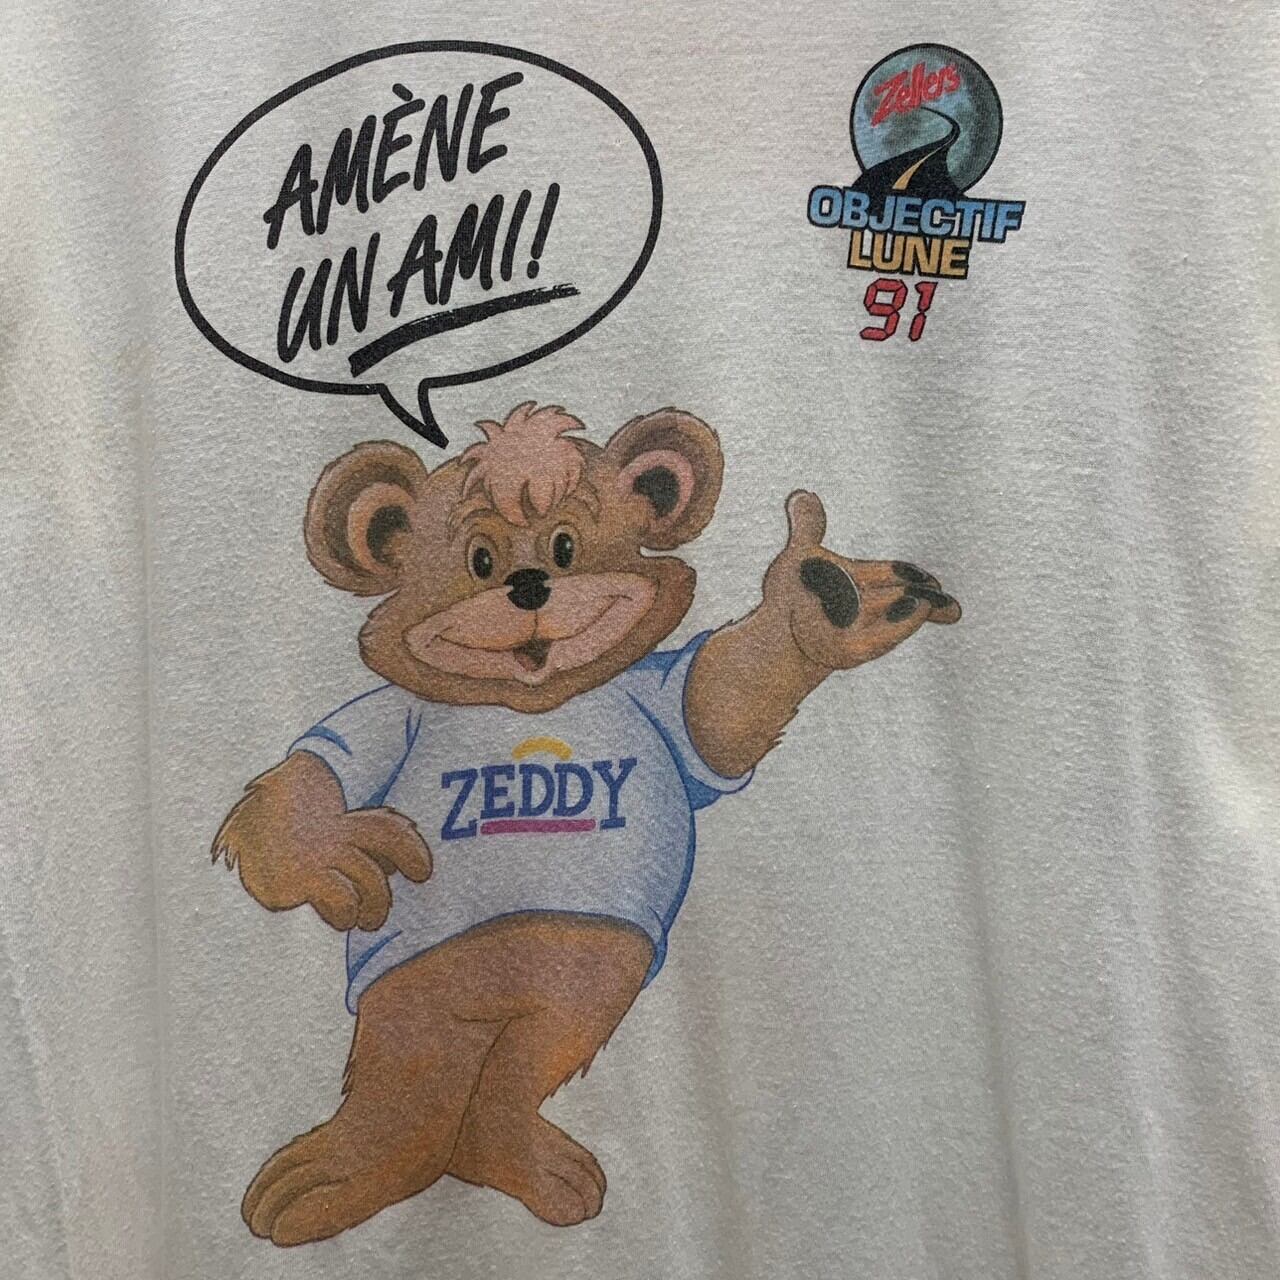 AMÈNE
UN AMI!
Zellers
OBJECTIF
LUNE
91
ZEDDY